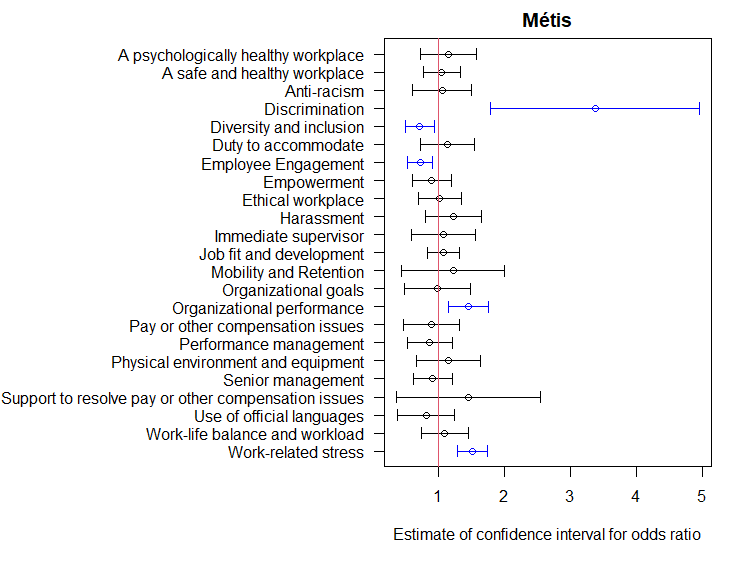 Métis
A psychologically healthy workplace
A safe and healthy workplace
Anti-racism
Discrimination
Diversity and inclusion
Duty to accommodate
Employee Engagement
Empowerment
Ethical workplace
Harassment
Immediate supervisor
Job fit and development
Mobility and Retention
Organizational goals
Organizational performance
Pay or other compensation issues
Performance management
Physical environment and equipment
Senior management
Support to resolve pay or other compensation issues
Use of official languages
Work-life balance and workload
Work-related stress
1 2 3 4 5
Estimate of confidence interval for odds ratio